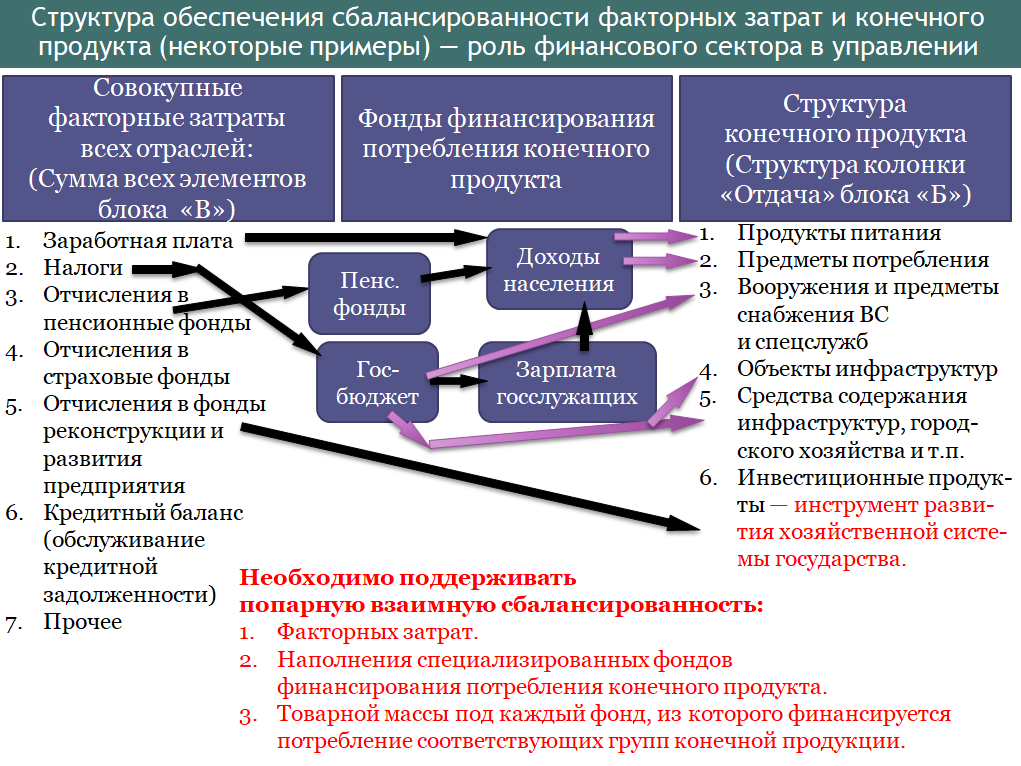 Структура обеспечения сбалансированности факторных затрат и конечного
продукта (некоторые примеры) — роль финансового сектора в управлении
Совокупные
факторные затраты
всех отраслей:
(Сумма всех элементов
блока «В»)
Фонды финансирования
потребления конечного
продукта
Структура
конечного продукта
(Структура колонки
«Отдача» блока «Б»)
1. Заработная плата
2. Налоги
3. Отчисления в
пенсионные фонды
4. Отчисления в
страховые фонды
5. Отчисления в фонды
реконструкции и
развития
предприятия
6. Кредитный баланс
(обслуживание
кредитной
задолженности)
7. Прочее
Пенс.
фонды
Доходы
населения
Гос-
бюджет
Зарплата
госслужащих
1. Продукты питания
2. Предметы потребления
3. Вооружения и предметы
снабжения ВС
и спецслужб
4. Объекты инфраструктур
5. Средства содержания
инфраструктур, город-
ского хозяйства и т.п.
6. Инвестиционные продук-
ты — инструмент разви-
тия хозяйственной систе-
мы государства.
Необходимо поддерживать
попарную взаимную сбалансированность:
1. Факторных затрат.
2. Наполнения специализированных фондов
финансирования потребления конечного продукта.
3. Товарной массы под каждый фонд, из которого финансируется
потребление соответствующих групп конечной продукции.